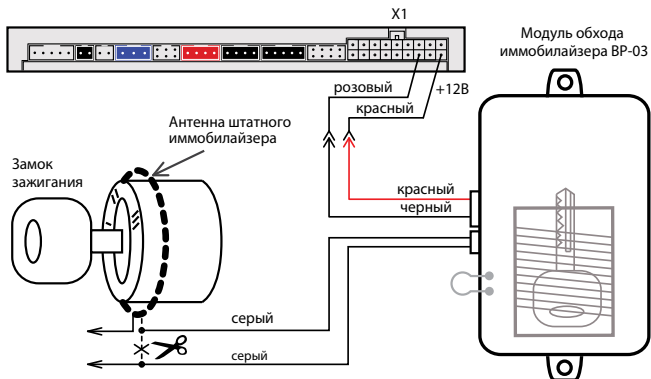 X1
Модуль обхода
иммобилайзера BP-03
розовый
+12В
красный
Антенна штатного
иммобилайзера
Замок
зажигания
красный
черный
серый
серый